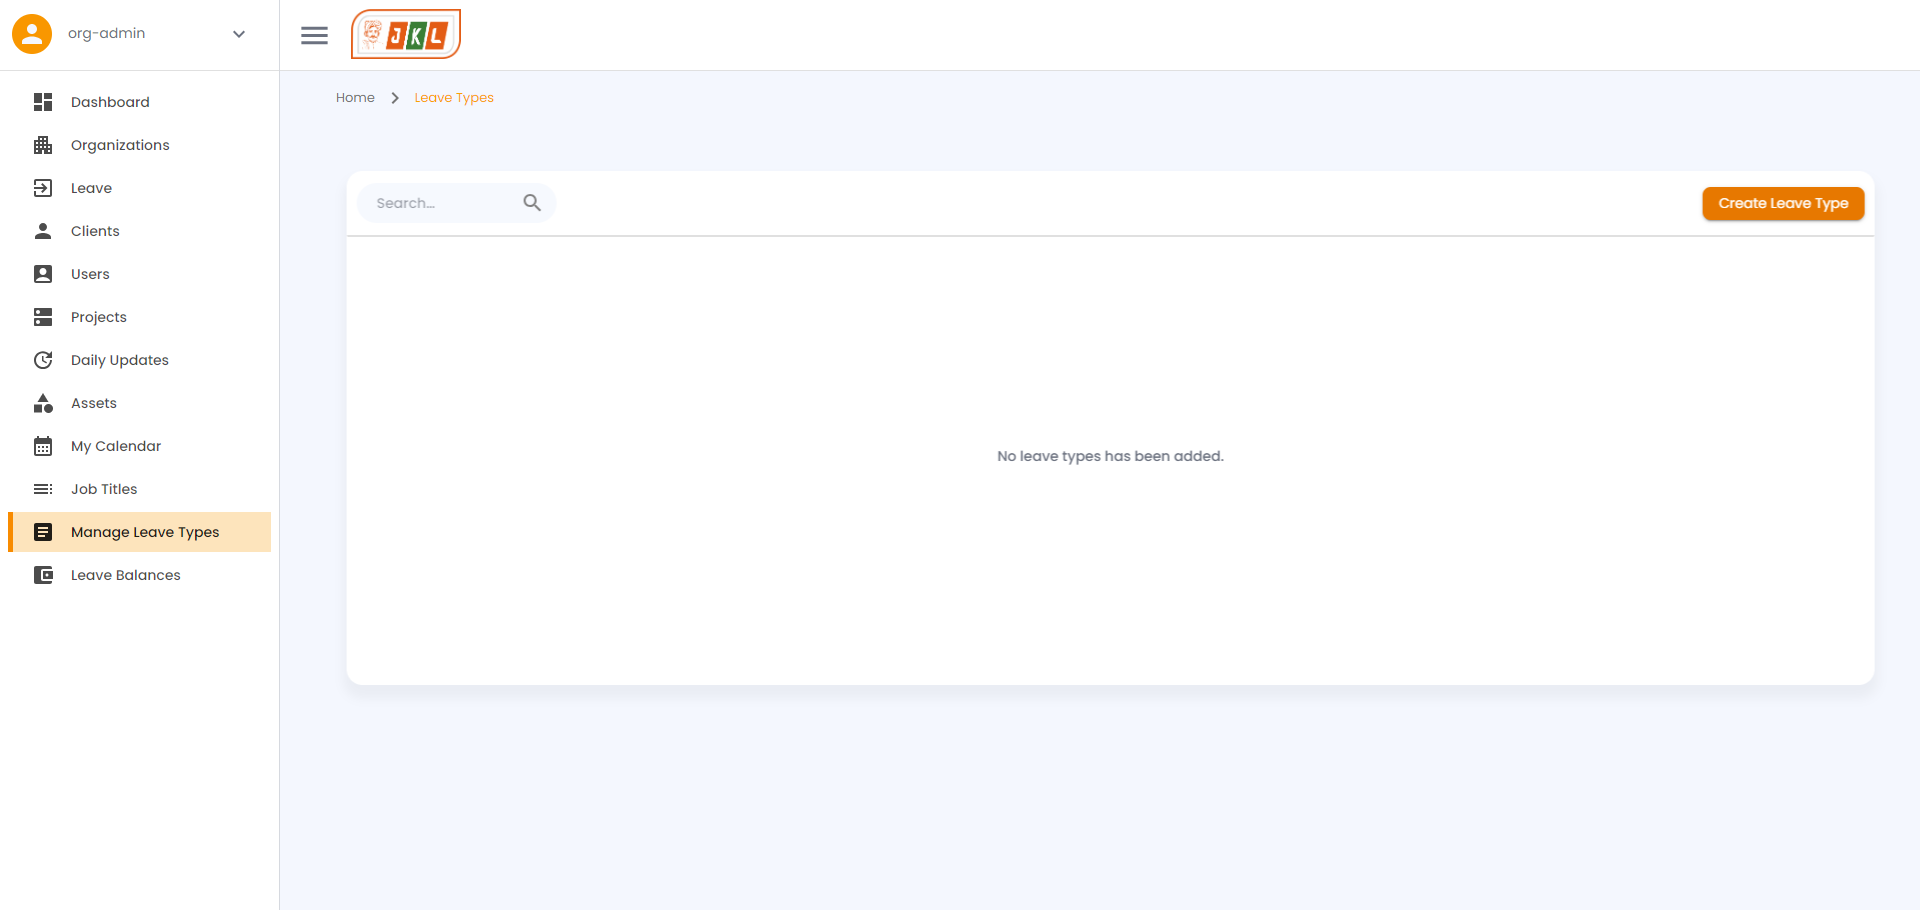 org-admin
JKL
Dashboard
Organizations
Leave
Clients
Users
Projects
Daily Updates
Assets
My Calendar
Job Titles
Manage Leave Types
Leave Balances
Home
Leave Types
Search...
Create Leave Type
No leave types has been added.